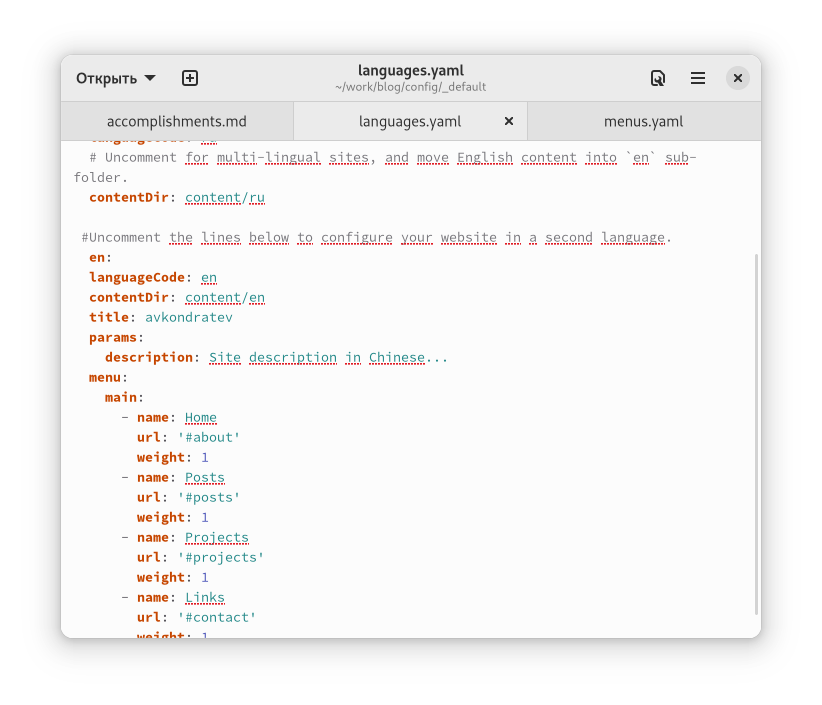 Открыть
languages.yaml
~/work/blog/config/_default
accomplishments.md
languages.yaml
menus.yaml
# Uncomment for multi-lingual sites, and move English content into `en` sub-
folder.
contentDir: content/ru
#Uncomment the lines below to configure your website in a second language.
en:
languageCode: en
contentDir: content/en
title: avkondratev
params:
description: Site description in Chinese...
menu:
main:
- name: Home
url: '#about'
weight: 1
- name: Posts
url: '#posts'
weight: 1
- name: Projects
url: '#projects'
weight: 1
- name: Links
url: '#contact'
weight: 1